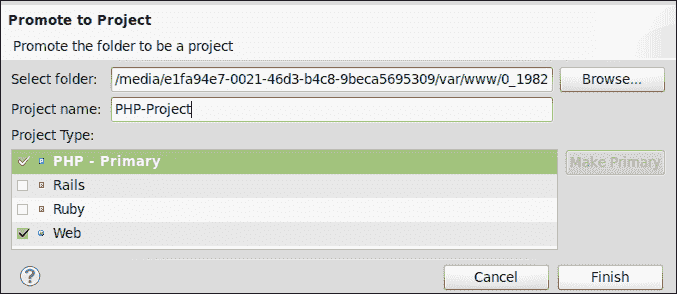 Promote to Project
Promote the folder to be a project
Select folder: /media/e1fa94e7-0021-46d3-b4c8-9beca5695309/var/www/0_1982 Browse...
Project name: PHP-Project
Project Type:
PHP - Primary Make Primary
Rails
Ruby
Web
? Cancel Finish